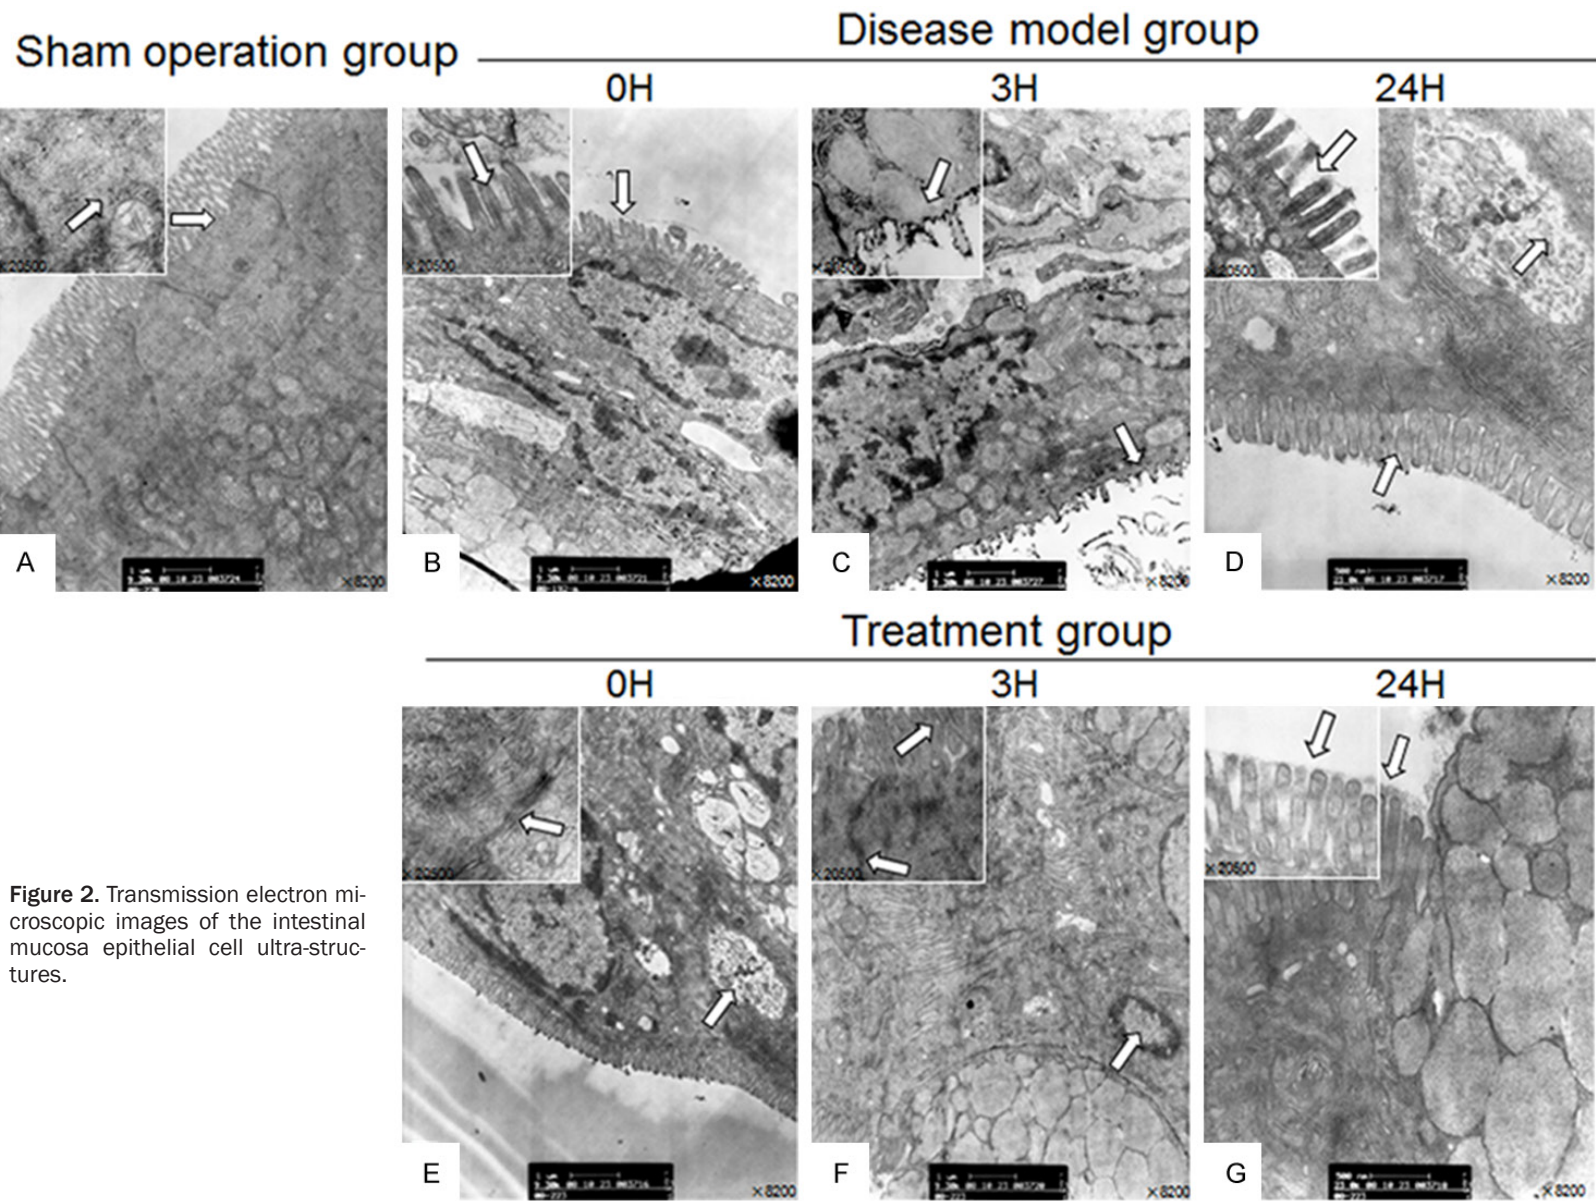 Sham operation group
Disease model group
0H
3H
24H
×20500
×20500
×20500
A
B
C
D
×8200
×8200
×8200
×8200
Treatment group
0H
3H
24H
×20500
×20500
×20500
Figure 2. Transmission electron mi-
croscopic images of the intestinal
mucosa epithelial cell ultra-struc-
tures.
E
F
G
×8200
×8200
×8200